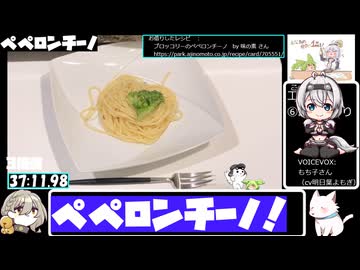 ペペロンチーノ
お借りしたレシピ :
ブロッコリーのペペロンチーノ by 味の素 さん
https://park.ajinomoto.co.jp/recipe/card/705551/
37:11.98
ペペロンチーノ!
VOICEVOX:
もち子さん
(cv明日葉よもぎ)